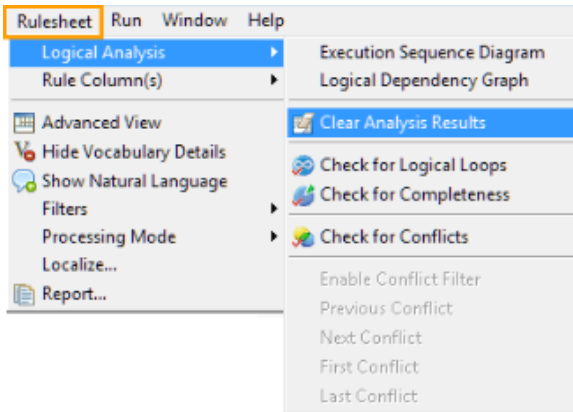 Rulesheet Run Window Help
Logical Analysis
Rule Column(s)
Advanced View
Hide Vocabulary Details
Show Natural Language
Filters
Processing Mode
Localize...
Report...
Execution Sequence Diagram
Logical Dependency Graph
Clear Analysis Results
Check for Logical Loops
Check for Completeness
Check for Conflicts
Enable Conflict Filter
Previous Conflict
Next Conflict
First Conflict
Last Conflict